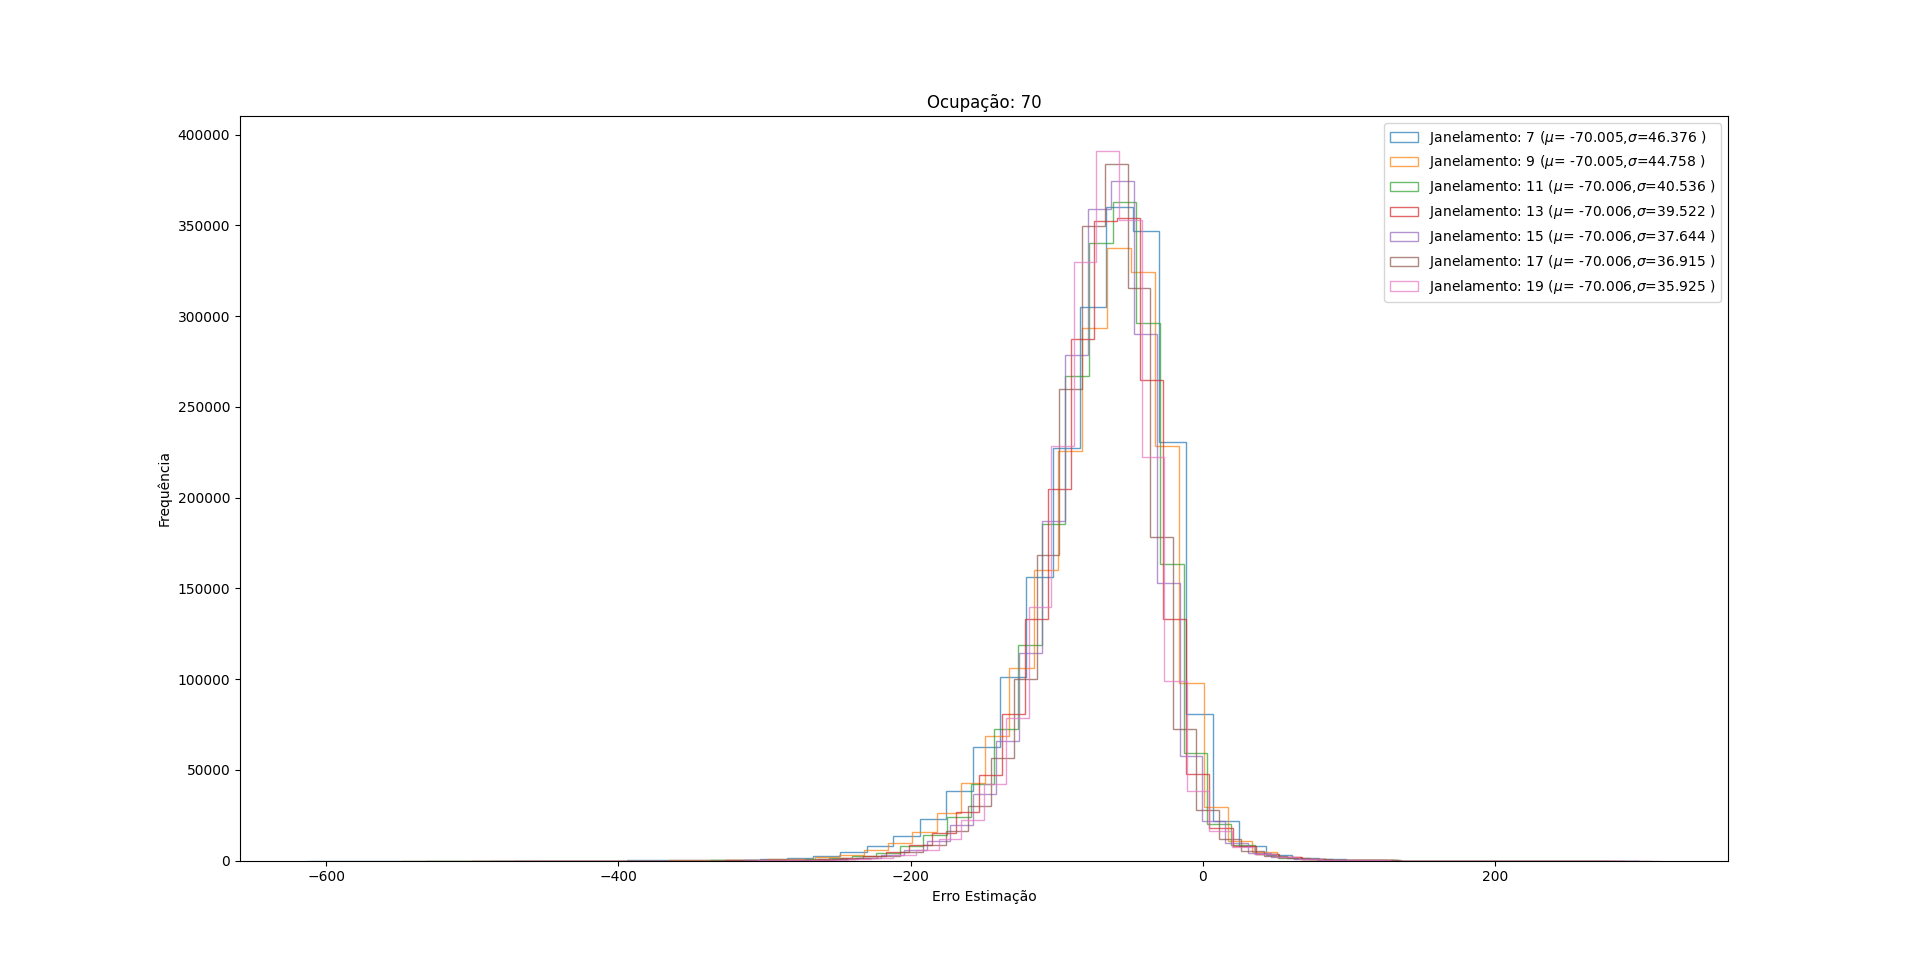 Ocupação: 70
Janelamento: 7 (μ= -70.005,σ=46.376 )
Janelamento: 9 (μ= -70.005,σ=44.758 )
Janelamento: 11 (μ= -70.006,σ=40.536 )
Janelamento: 13 (μ= -70.006,σ=39.522 )
Janelamento: 15 (μ= -70.006,σ=37.644 )
Janelamento: 17 (μ= -70.006,σ=36.915 )
Janelamento: 19 (μ= -70.006,σ=35.925 )
400000
350000
300000
250000
200000
150000
100000
50000
0
Frequência
−600
−400
−200
0
200
Erro Estimação